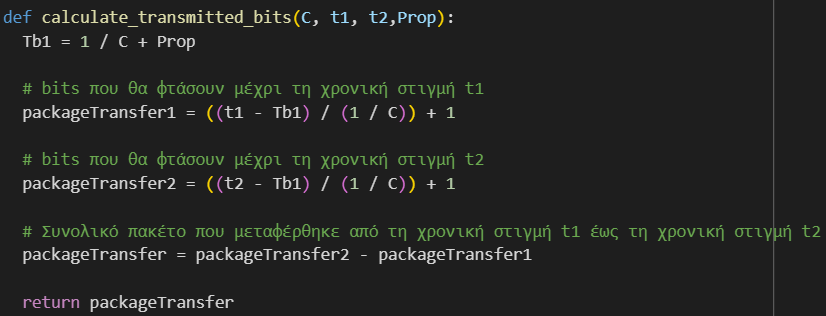 def calculate_transmitted_bits(C, t1, t2,Prop):
Tb1 = 1 / C + Prop
# bits που θα φτάσουν μέχρι τη χρονική στιγμή t1
packageTransfer1 = ((t1 - Tb1) / (1 / C)) + 1
# bits που θα φτάσουν μέχρι τη χρονική στιγμή t2
packageTransfer2 = ((t2 - Tb1) / (1 / C)) + 1
# Συνολικό πακέτο που μεταφέρθηκε από τη χρονική στιγμή t1 έως τη χρονική στιγμή t2
packageTransfer = packageTransfer2 - packageTransfer1
return packageTransfer